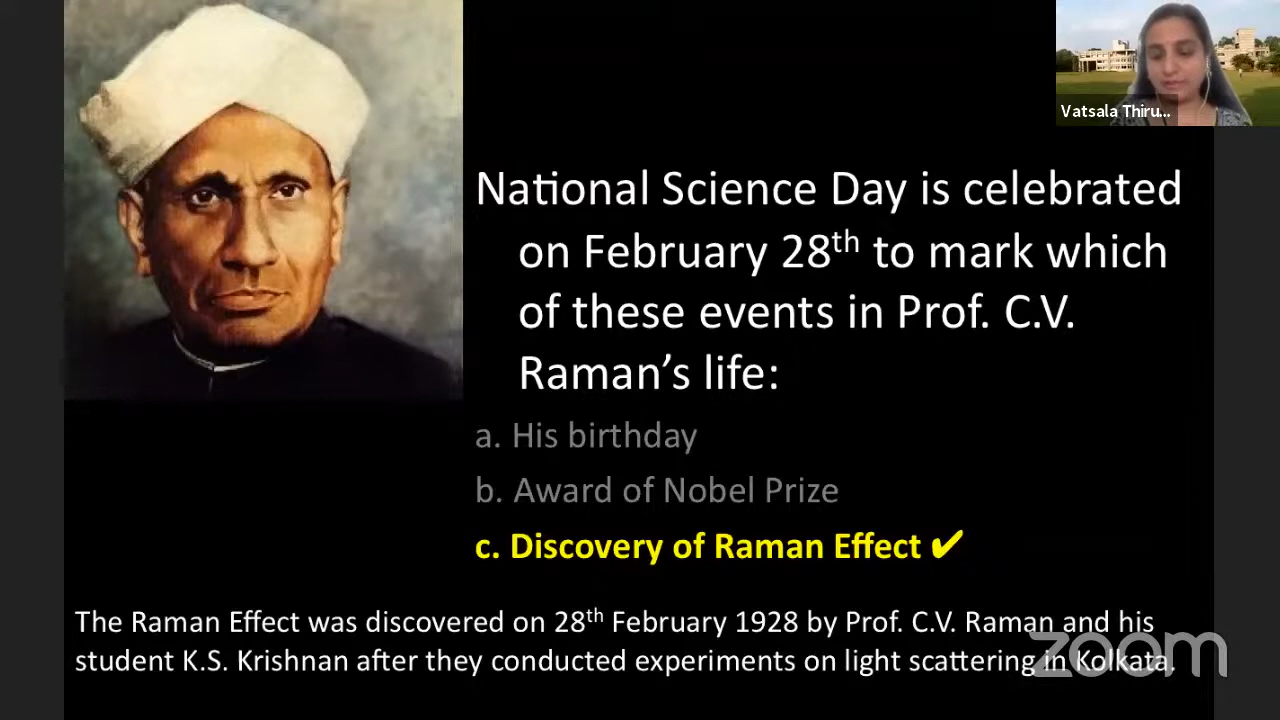 Vatsala Thiru...
National Science Day is celebrated
on February 28th to mark which
of these events in Prof. C.V.
Raman’s life:
a. His birthday
b. Award of Nobel Prize
c. Discovery of Raman Effect ✔
The Raman Effect was discovered on 28th February 1928 by Prof. C.V. Raman and his
student K.S. Krishnan after they conducted experiments on light scattering in Kolkata.
zoom